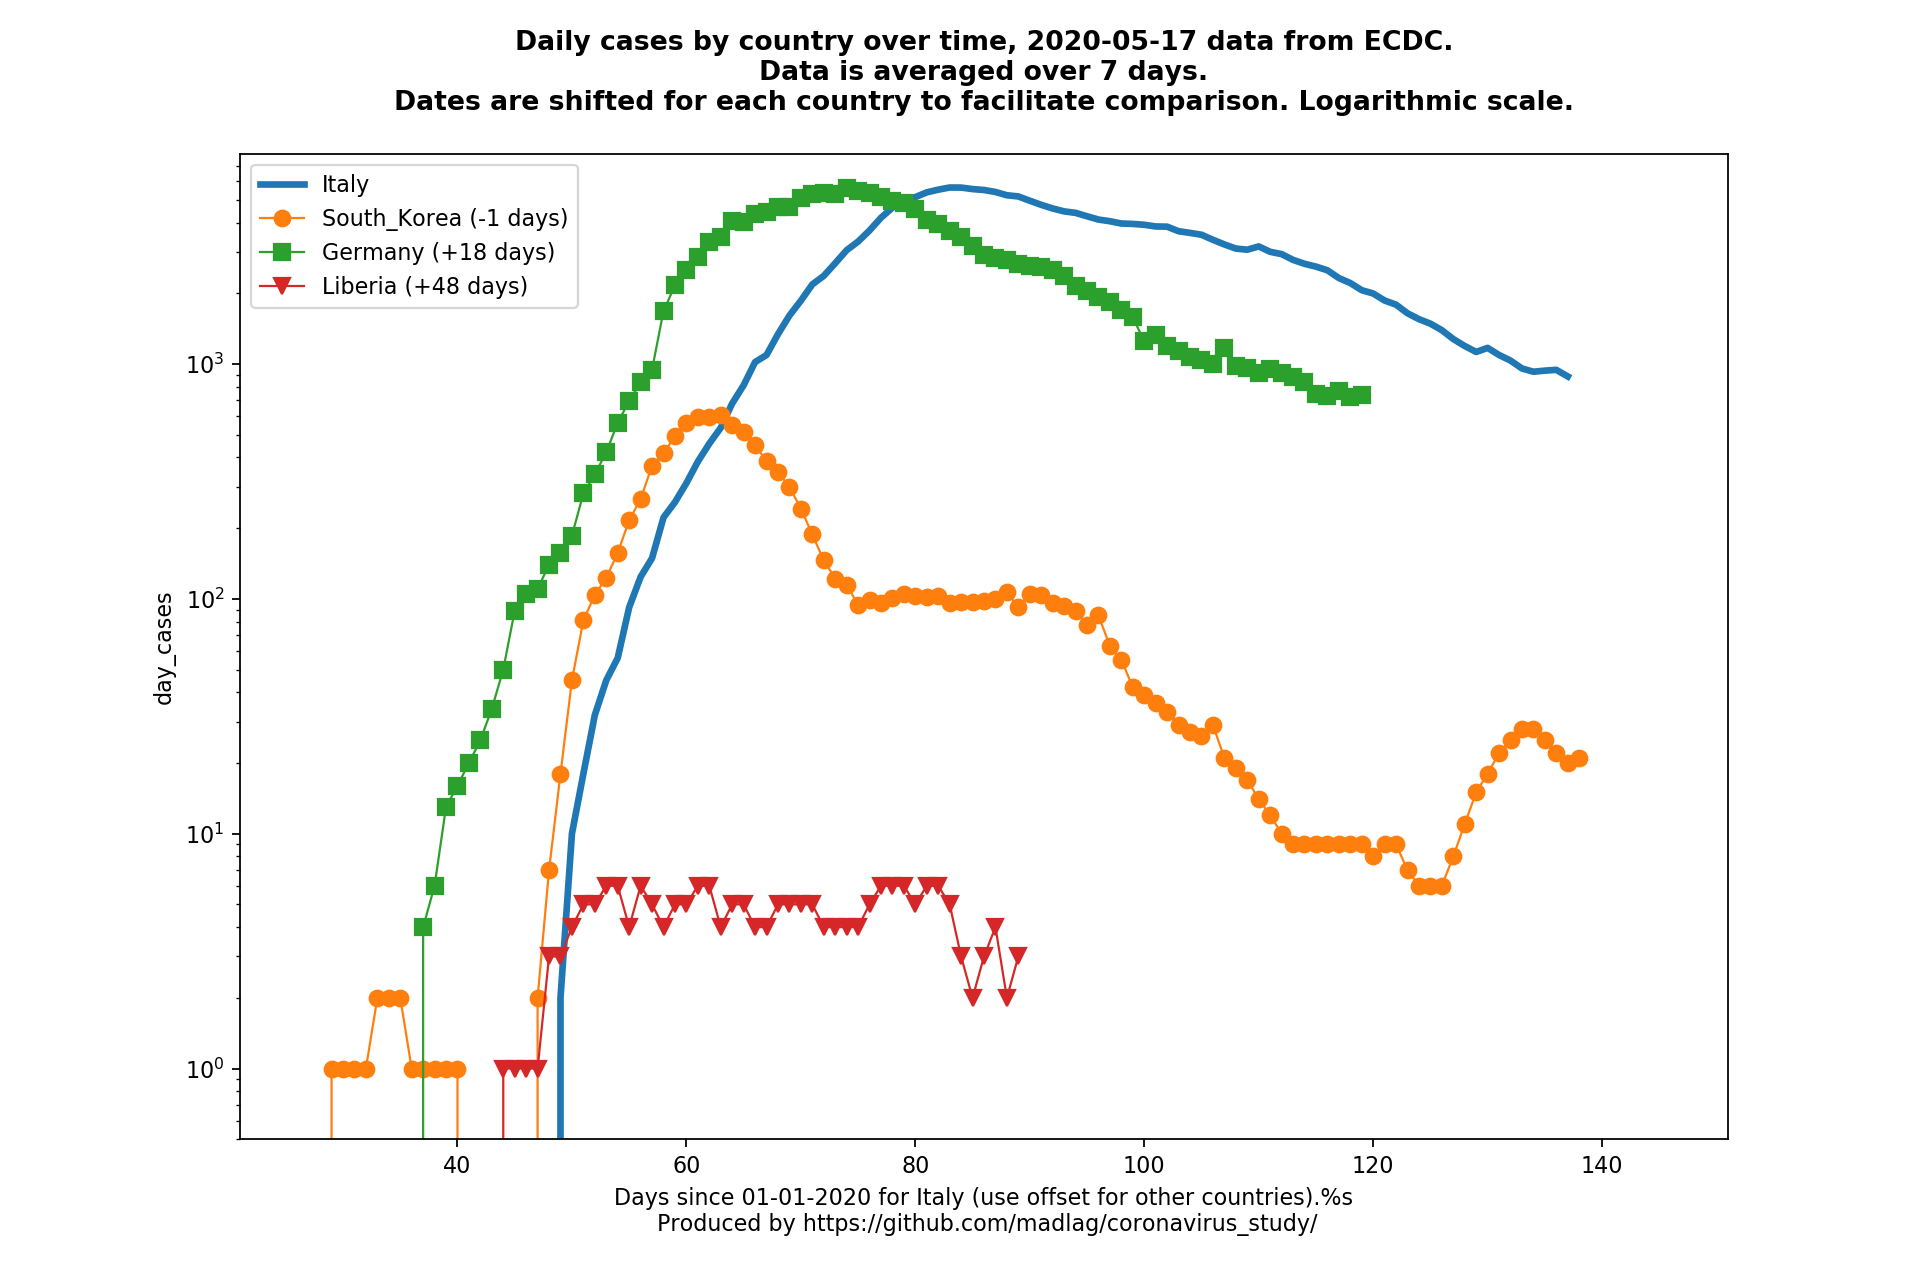 Daily cases by country over time, 2020-05-17 data from ECDC.
Data is averaged over 7 days.
Dates are shifted for each country to facilitate comparison. Logarithmic scale.
Italy
South_Korea (-1 days)
Germany (+18 days)
Liberia (+48 days)
day_cases
10³
10²
10¹
10⁰
40 60 80 100 120 140
Days since 01-01-2020 for Italy (use offset for other countries).%s
Produced by https://github.com/madlag/coronavirus_study/